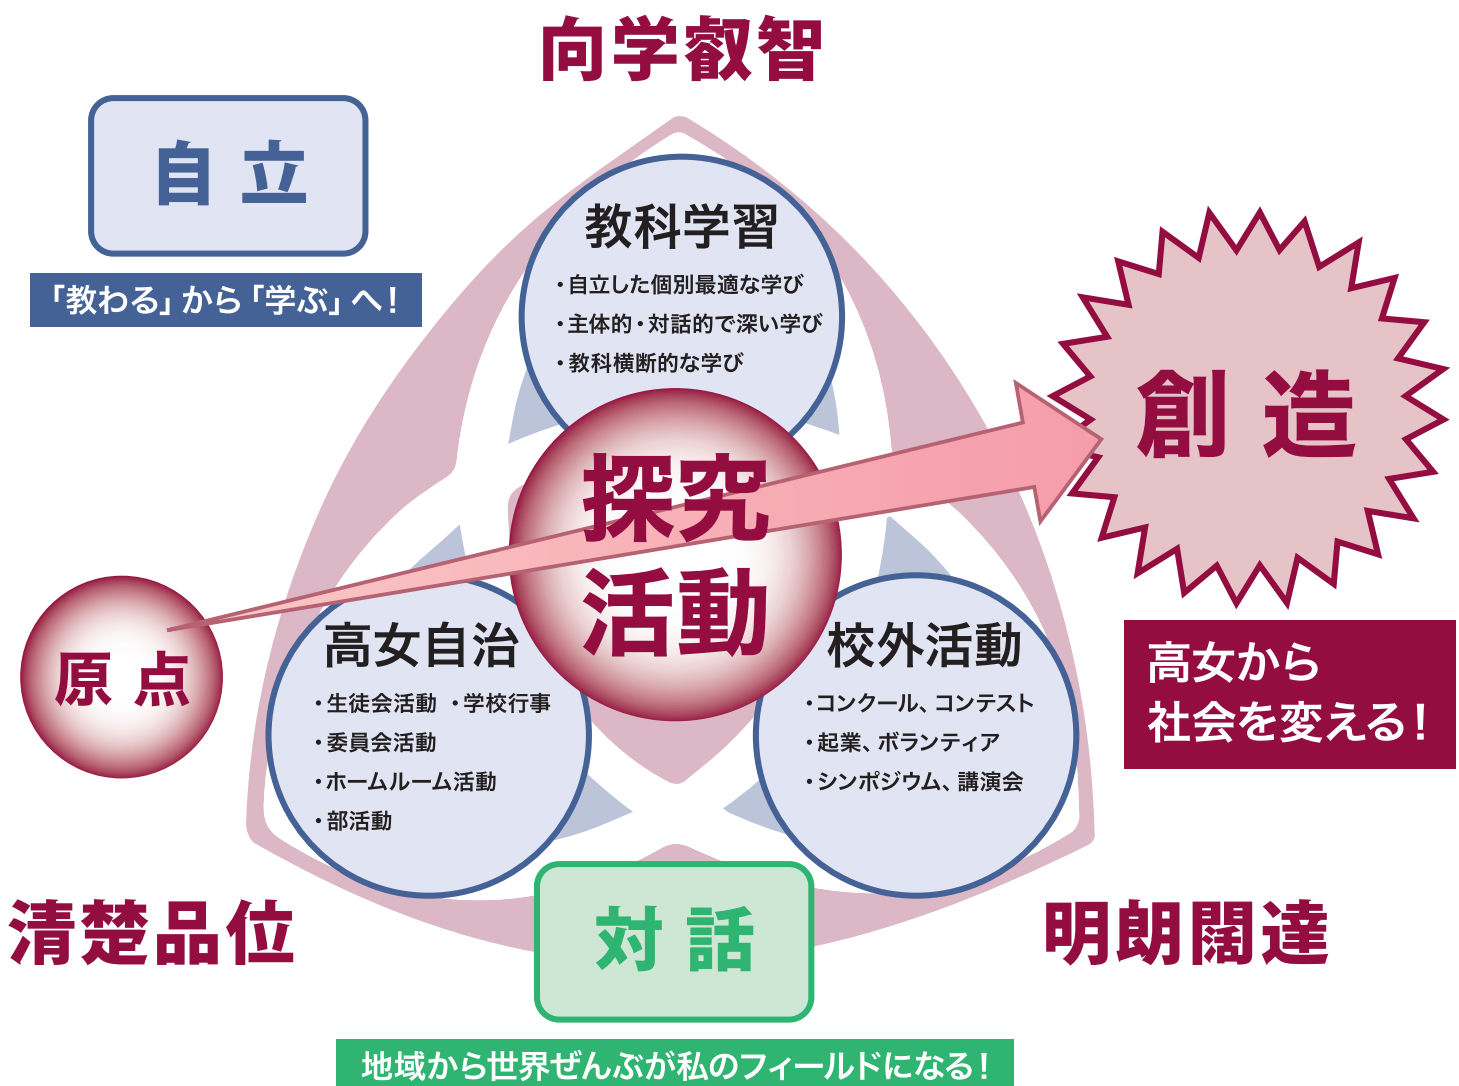 向学叡智
自立
「教わる」から「学ぶ」へ！
教科学習
・自立した個別最適な学び
・主体的・対話的で深い学び
・教科横断的な学び
創造
高女から
社会を変える！
探究
活動
原点
高女自治
・生徒会活動 ・学校行事
・委員会活動
・ホームルーム活動
・部活動
校外活動
・コンクール、コンテスト
・起業、ボランティア
・シンポジウム、講演会
清楚品位
対話
明朗闊達
地域から世界ぜんぶが私のフィールドになる！